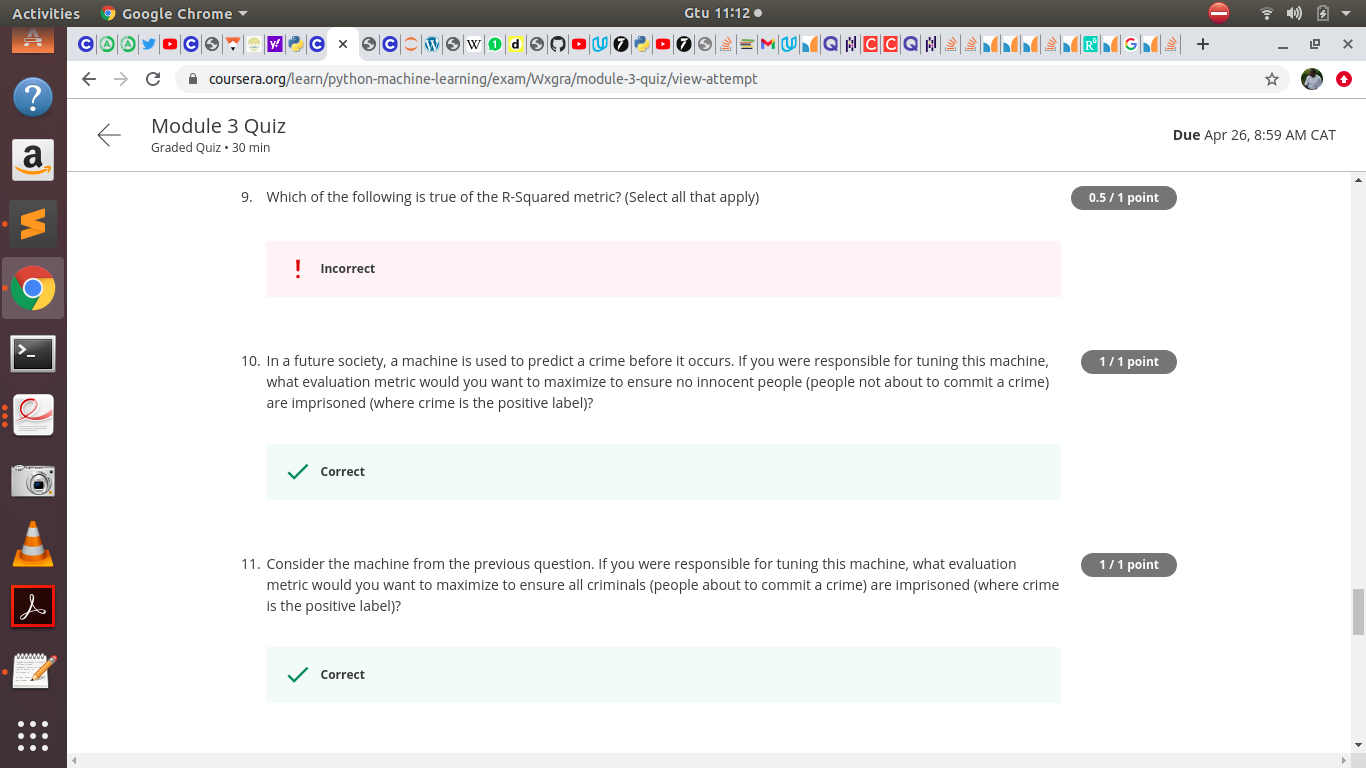 Activities
Google Chrome
Gtu 11:12
coursera.org/learn/python-machine-learning/exam/Wxgra/module-3-quiz/view-attempt
Module 3 Quiz
Graded Quiz • 30 min
Due Apr 26, 8:59 AM CAT
9. Which of the following is true of the R-Squared metric? (Select all that apply)
0.5 / 1 point
Incorrect
10. In a future society, a machine is used to predict a crime before it occurs. If you were responsible for tuning this machine,
what evaluation metric would you want to maximize to ensure no innocent people (people not about to commit a crime)
are imprisoned (where crime is the positive label)?
1 / 1 point
Correct
11. Consider the machine from the previous question. If you were responsible for tuning this machine, what evaluation
metric would you want to maximize to ensure all criminals (people about to commit a crime) are imprisoned (where crime
is the positive label)?
1 / 1 point
Correct